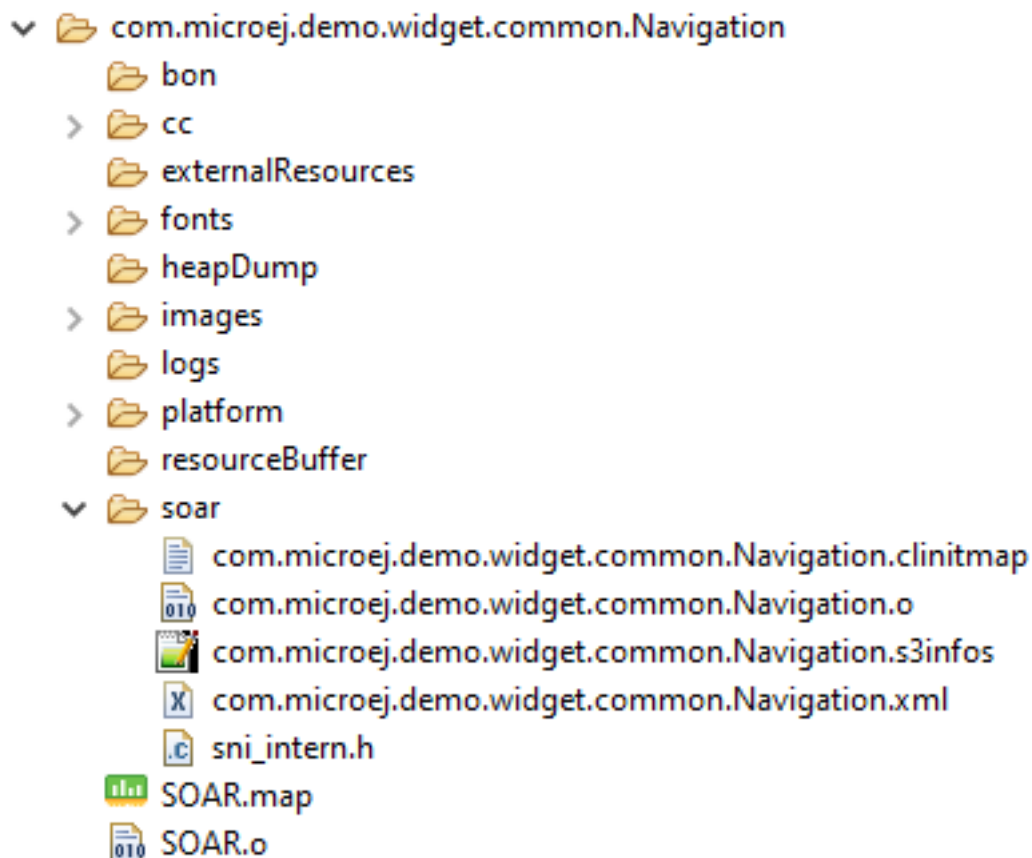 com.microej.demo.widget.common.Navigation
bon
cc
externalResources
fonts
heapDump
images
logs
platform
resourceBuffer
soar
com.microej.demo.widget.common.Navigation.clinitmap
com.microej.demo.widget.common.Navigation.o
com.microej.demo.widget.common.Navigation.s3infos
com.microej.demo.widget.common.Navigation.xml
sni_intern.h
SOAR.map
SOAR.o